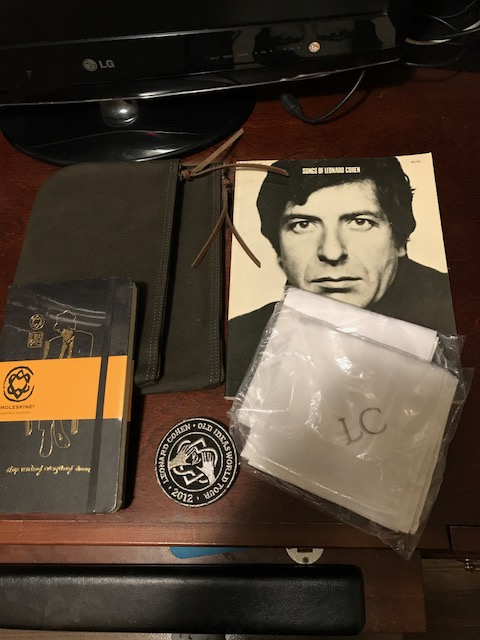 LG
SONGS OF LEONARD COHEN
MOLESKINE®
LEONARD COHEN • OLD IDEAS WORLD TOUR
• 2012 •
LC